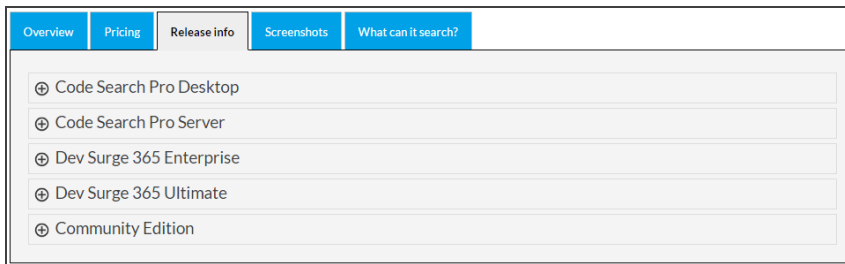 Overview Pricing Release info Screenshots What can it search?
Code Search Pro Desktop
Code Search Pro Server
Dev Surge 365 Enterprise
Dev Surge 365 Ultimate
Community Edition